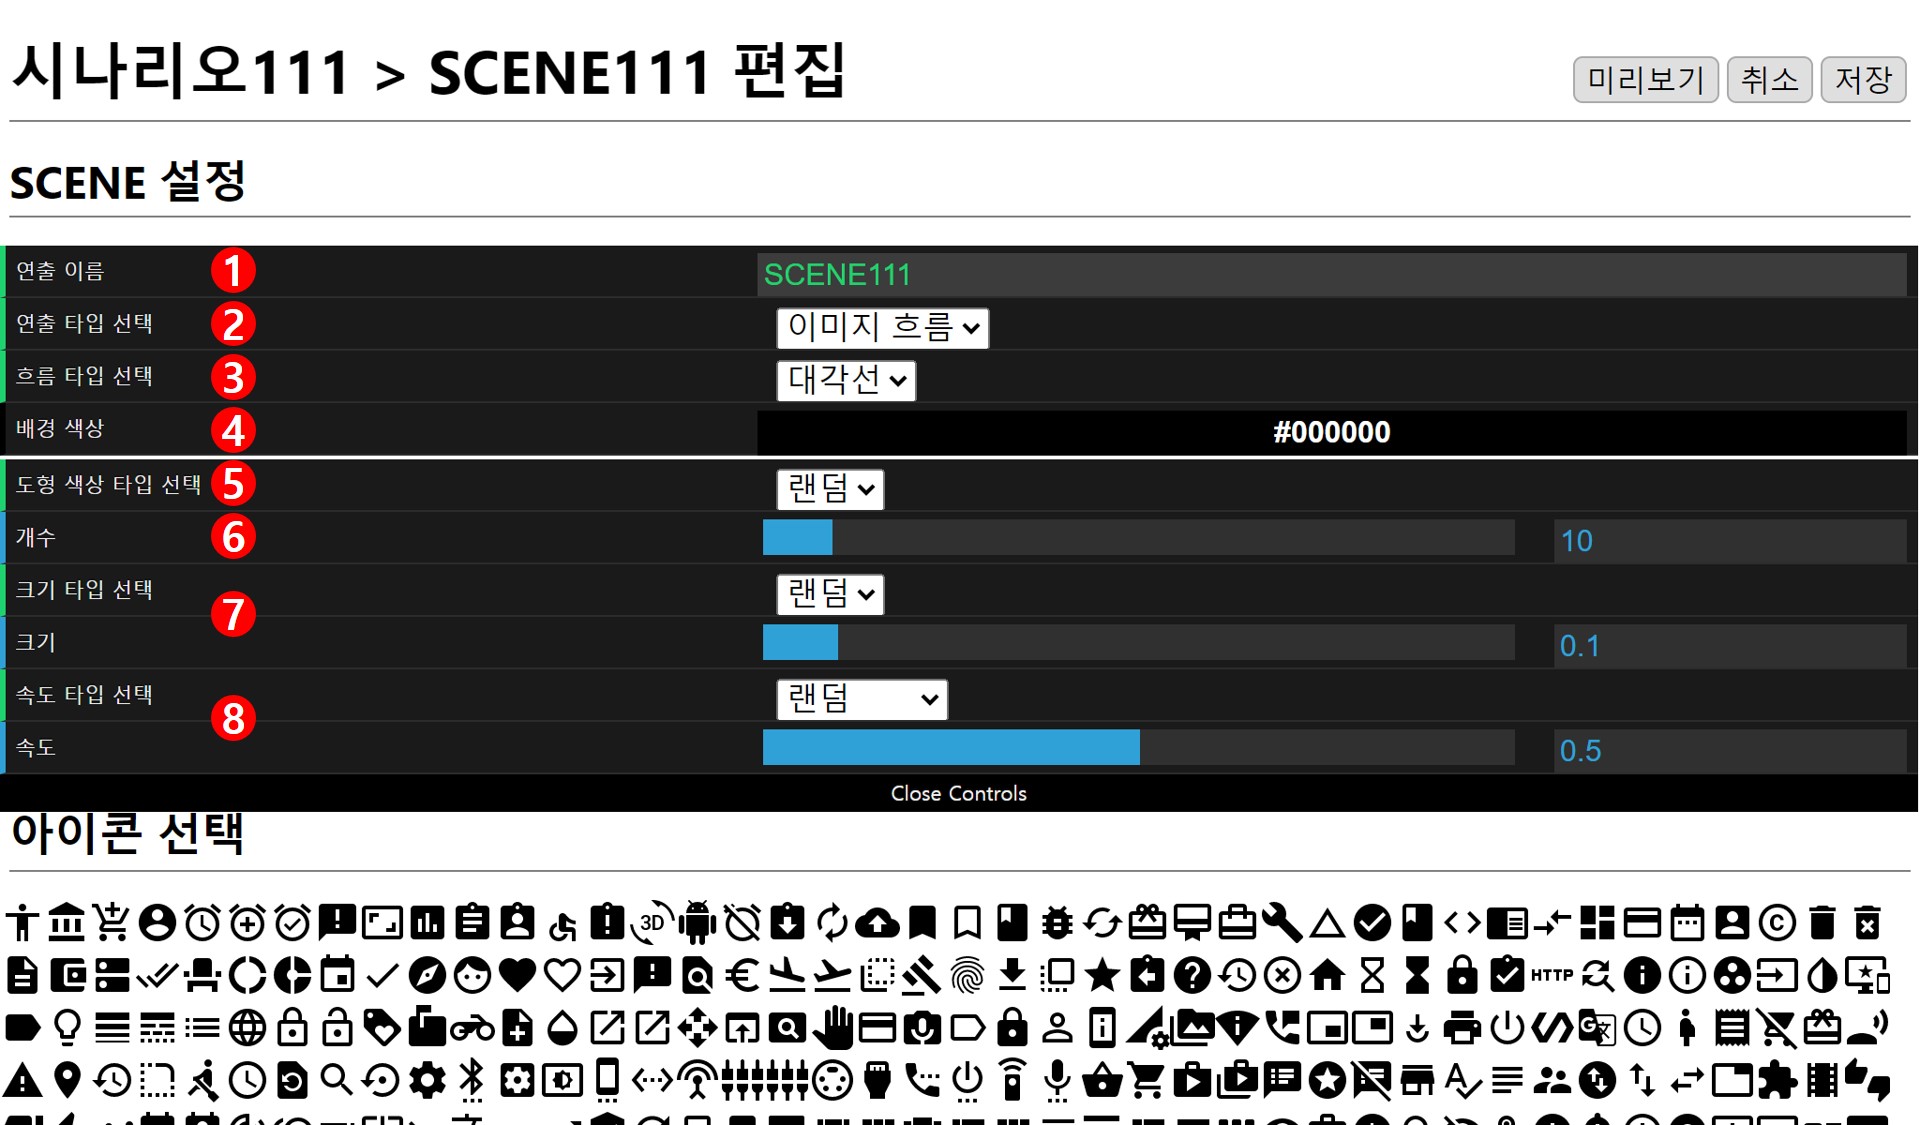 시나리오111 > SCENE111 편집
미리보기 취소 저장
SCENE 설정
연출 이름 1 SCENE111
연출 타입 선택 2 이미지 흐름
흐름 타입 선택 3 대각선
배경 색상 4 #000000
도형 색상 타입 선택 5 랜덤
개수 6 10
크기 타입 선택 랜덤
7
크기 0.1
속도 타입 선택 랜덤
8
속도 0.5
Close Controls
아이콘 선택
3D
HTTP